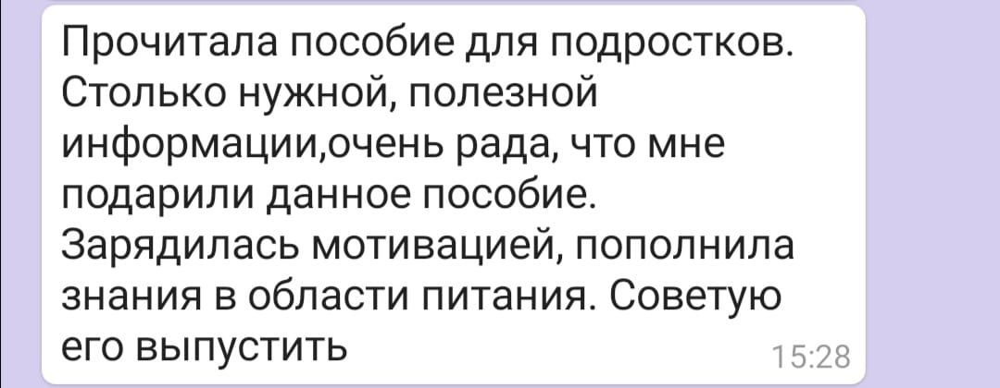 Прочитала пособие для подростков.
Столько нужной, полезной
информации,очень рада, что мне
подарили данное пособие.
Зарядилась мотивацией, пополнила
знания в области питания. Советую
его выпустить
15:28